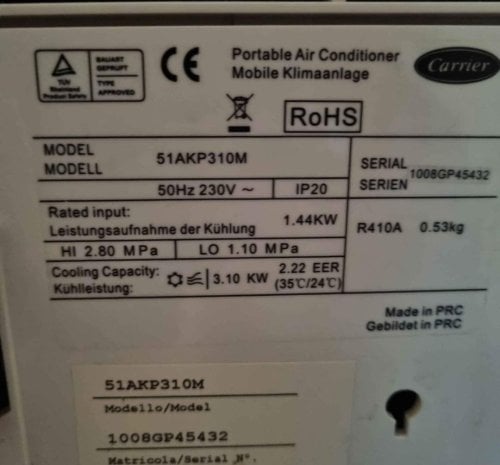 Portable Air Conditioner
Mobile Klimaanlage
Carrier
TÜV
Rheinland
Product Safety
BAUART
GEPRÜFT
TYPE
APPROVED
CE
RoHS
MODEL
MODELL
51AKP310M
SERIAL
SERIEN
1008GP45432
50Hz 230V ~
IP20
Rated input:
Leistungsaufnahme der Kühlung
1.44KW
R410A 0.53kg
HI 2.80 MPa
LO 1.10 MPa
Cooling Capacity:
Kühlleistung:
3.10 KW
2.22 EER
(35℃/24℃)
Made in PRC
Gebildet in PRC
51AKP310M
Modello/Model
1008GP45432
Matricola/Serial N°.